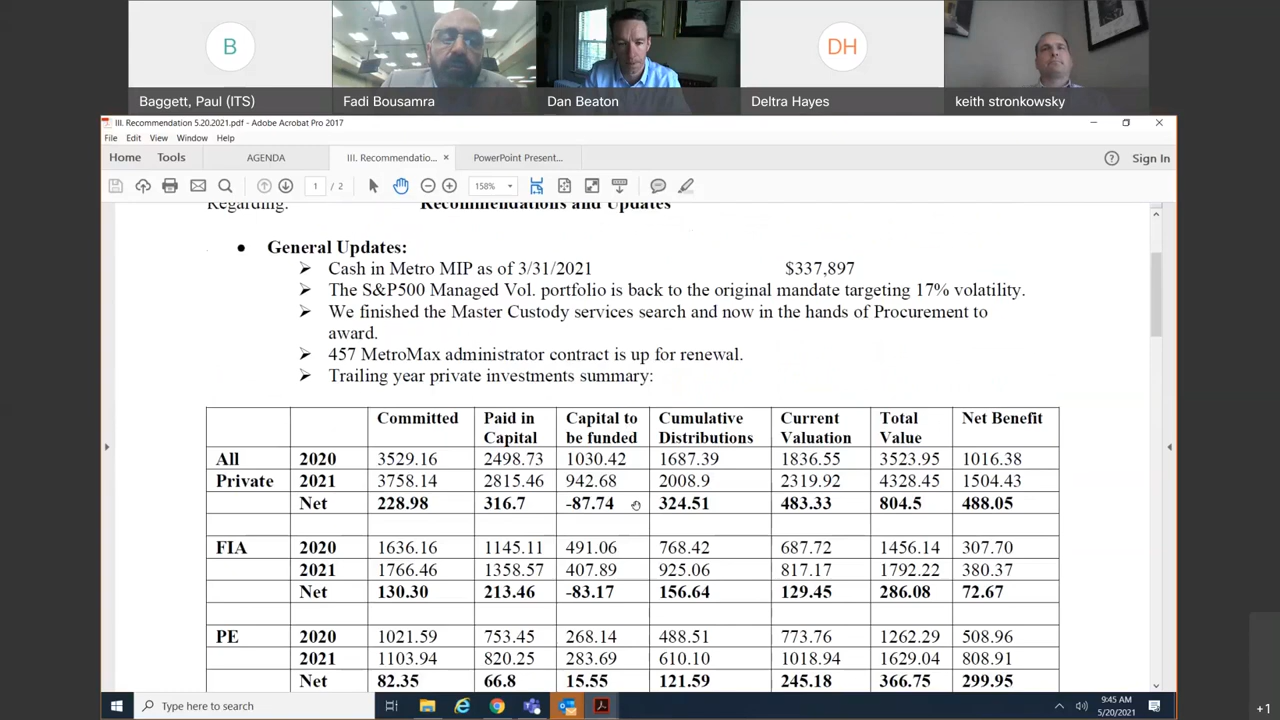 B
DH
Baggett, Paul (ITS)
Fadi Bousamra
Dan Beaton
Deltra Hayes
keith stronkowsky
III. Recommendation 5.20.2021.pdf - Adobe Acrobat Pro 2017
File Edit View Window Help
Home Tools AGENDA III. Recommendatio... × PowerPoint Present... Sign In
1 / 2 158%
Regarding: Recommendations and Updates
• General Updates:
➢ Cash in Metro MIP as of 3/31/2021 $337,897
➢ The S&P500 Managed Vol. portfolio is back to the original mandate targeting 17% volatility.
➢ We finished the Master Custody services search and now in the hands of Procurement to
award.
➢ 457 MetroMax administrator contract is up for renewal.
➢ Trailing year private investments summary:
Committed Paid in Capital to Cumulative Current Total Net Benefit
Capital be funded Distributions Valuation Value
All 2020 3529.16 2498.73 1030.42 1687.39 1836.55 3523.95 1016.38
Private 2021 3758.14 2815.46 942.68 2008.9 2319.92 4328.45 1504.43
Net 228.98 316.7 -87.74 324.51 483.33 804.5 488.05
FIA 2020 1636.16 1145.11 491.06 768.42 687.72 1456.14 307.70
2021 1766.46 1358.57 407.89 925.06 817.17 1792.22 380.37
Net 130.30 213.46 -83.17 156.64 129.45 286.08 72.67
PE 2020 1021.59 753.45 268.14 488.51 773.76 1262.29 508.96
2021 1103.94 820.25 283.69 610.10 1018.94 1629.04 808.91
Net 82.35 66.8 15.55 121.59 245.18 366.75 299.95
Type here to search
9:45 AM
5/20/2021
+1